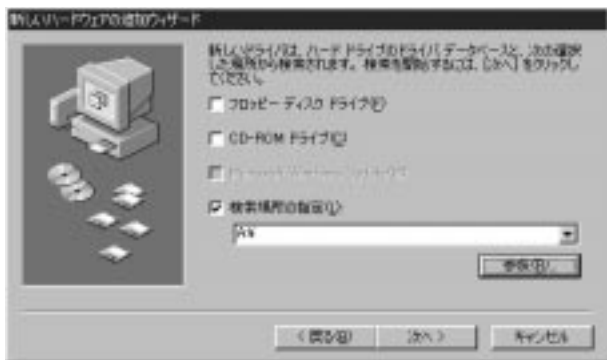 新しいハードウェアの追加ウィザード
新しいドライバは、ハード ドライブのドライバ データベースと、次の選択
した場所から検索されます。検索を開始するには、[次へ] をクリックし
てください。
フロッピー ディスク ドライブ(F)
CD-ROM ドライブ(C)
検索場所の指定(L)
A:¥
参照(R)...
< 戻る(B)
次へ >
キャンセル